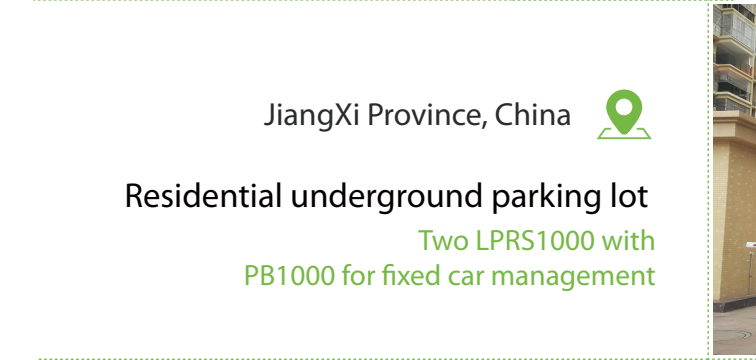 JiangXi Province, China
Residential underground parking lot
Two LPRS1000 with
PB1000 for fixed car management